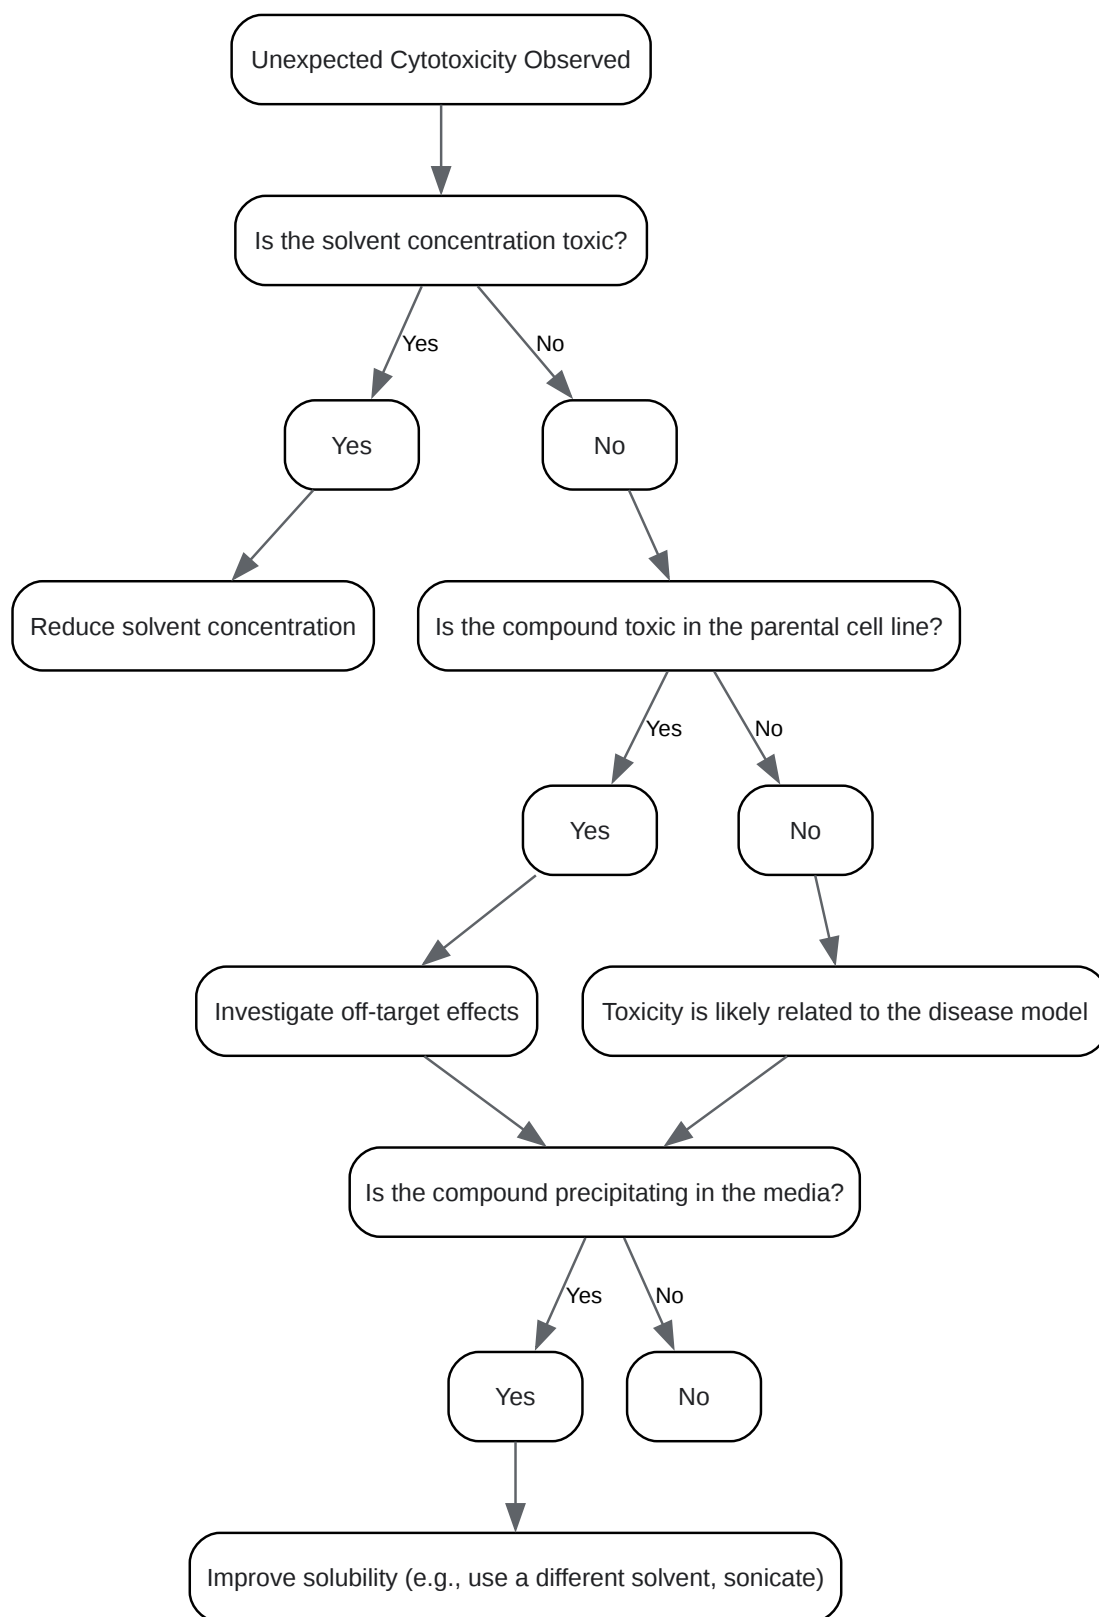 Unexpected Cytotoxicity Observed
Is the solvent concentration toxic?
Yes
No
Yes
No
Reduce solvent concentration
Is the compound toxic in the parental cell line?
Yes
No
Yes
No
Investigate off-target effects
Toxicity is likely related to the disease model
Is the compound precipitating in the media?
Yes
No
Yes
No
Improve solubility (e.g., use a different solvent, sonicate)